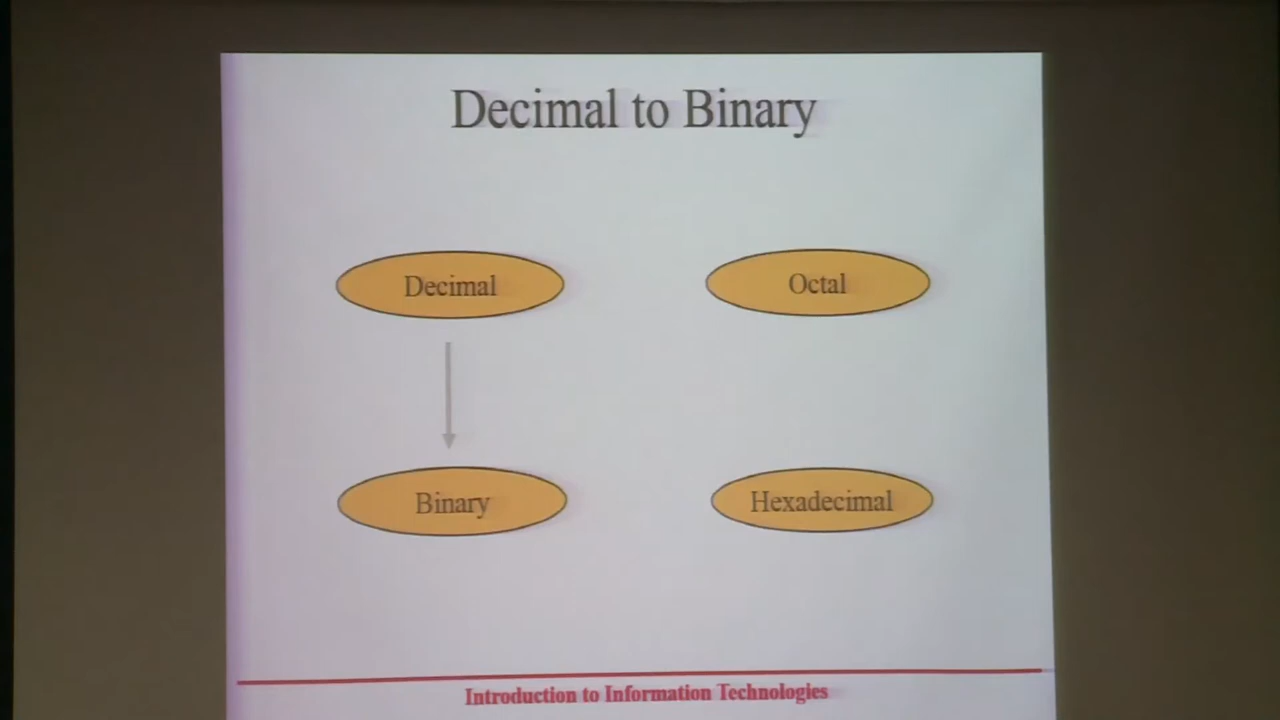 Decimal to Binary
Decimal
Octal
Binary
Hexadecimal
Introduction to Information Technologies